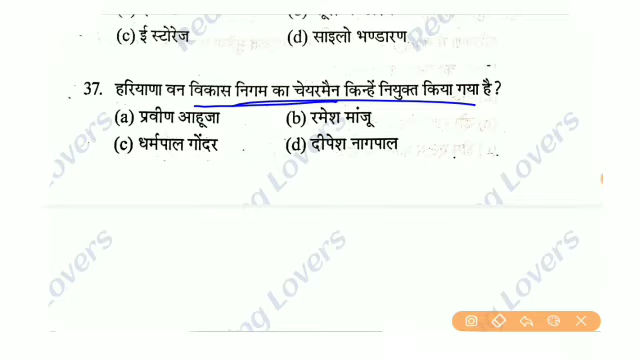 (c) ई स्टोरेज (d) साइलो भण्डारण
37. हरियाणा वन विकास निगम का चेयरमैन किन्हें नियुक्त किया गया है?
(a) प्रवीण आहूजा (b) रमेश मांजू
(c) धर्मपाल गोंदर (d) दीपेश नागपाल